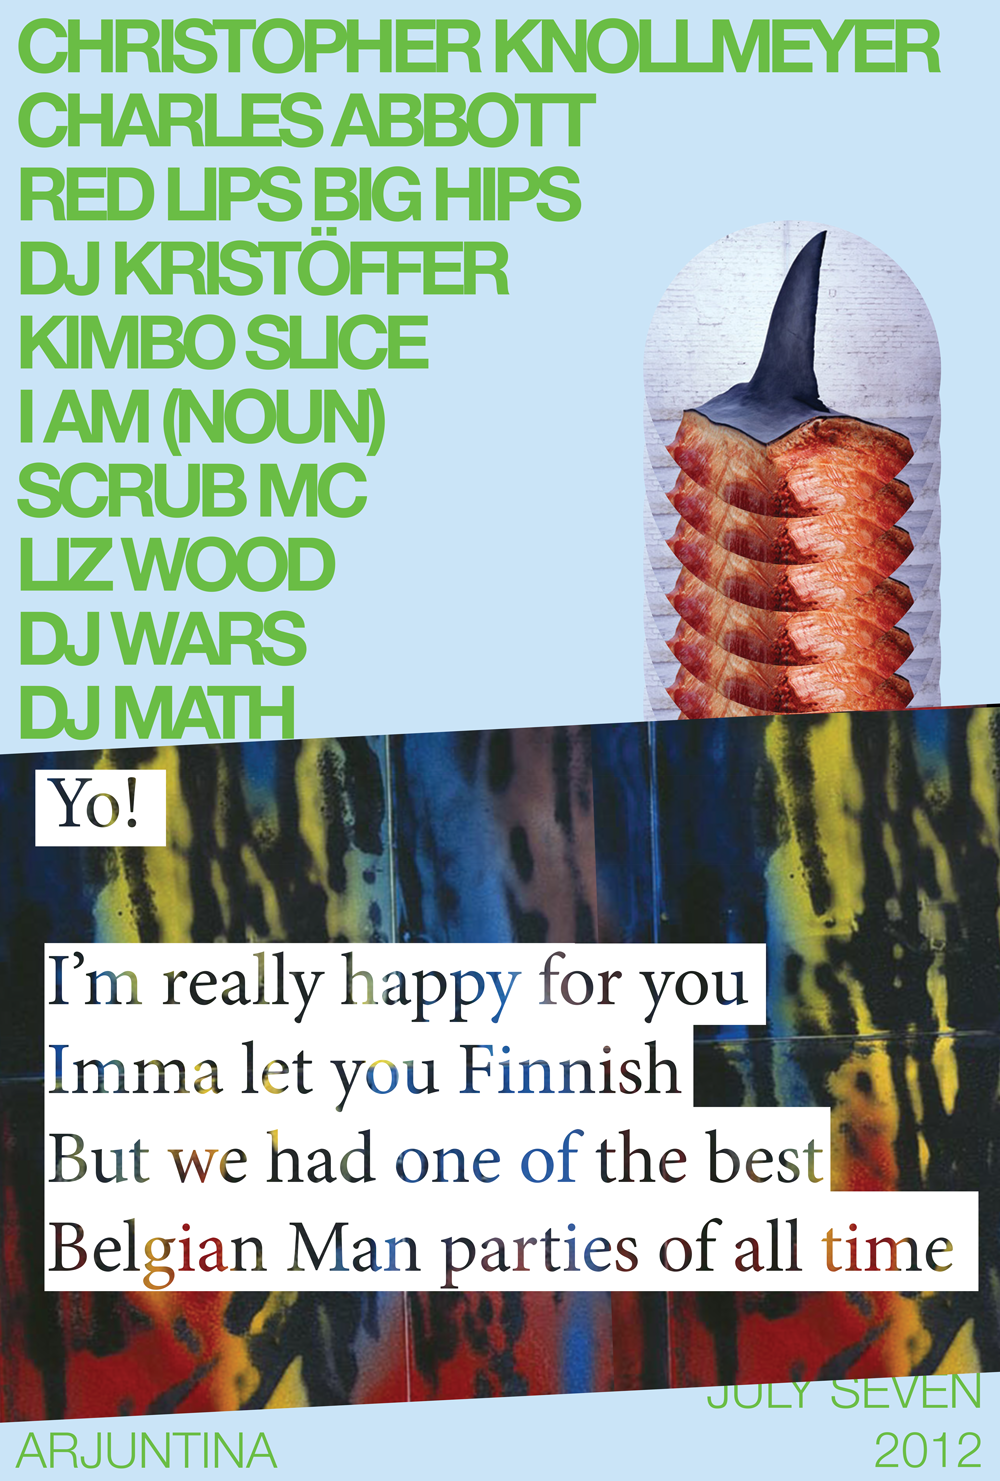 CHRISTOPHER KNOLLMEYER
CHARLES ABBOTT
RED LIPS BIG HIPS
DJ KRISTÖFFER
KIMBO SLICE
I AM (NOUN)
SCRUB MC
LIZ WOOD
DJ WARS
DJ MATH
Yo!
I'm really happy for you
Imma let you Finnish
But we had one of the best
Belgian Man parties of all time
JULY SEVEN
ARJUNTINA
2012